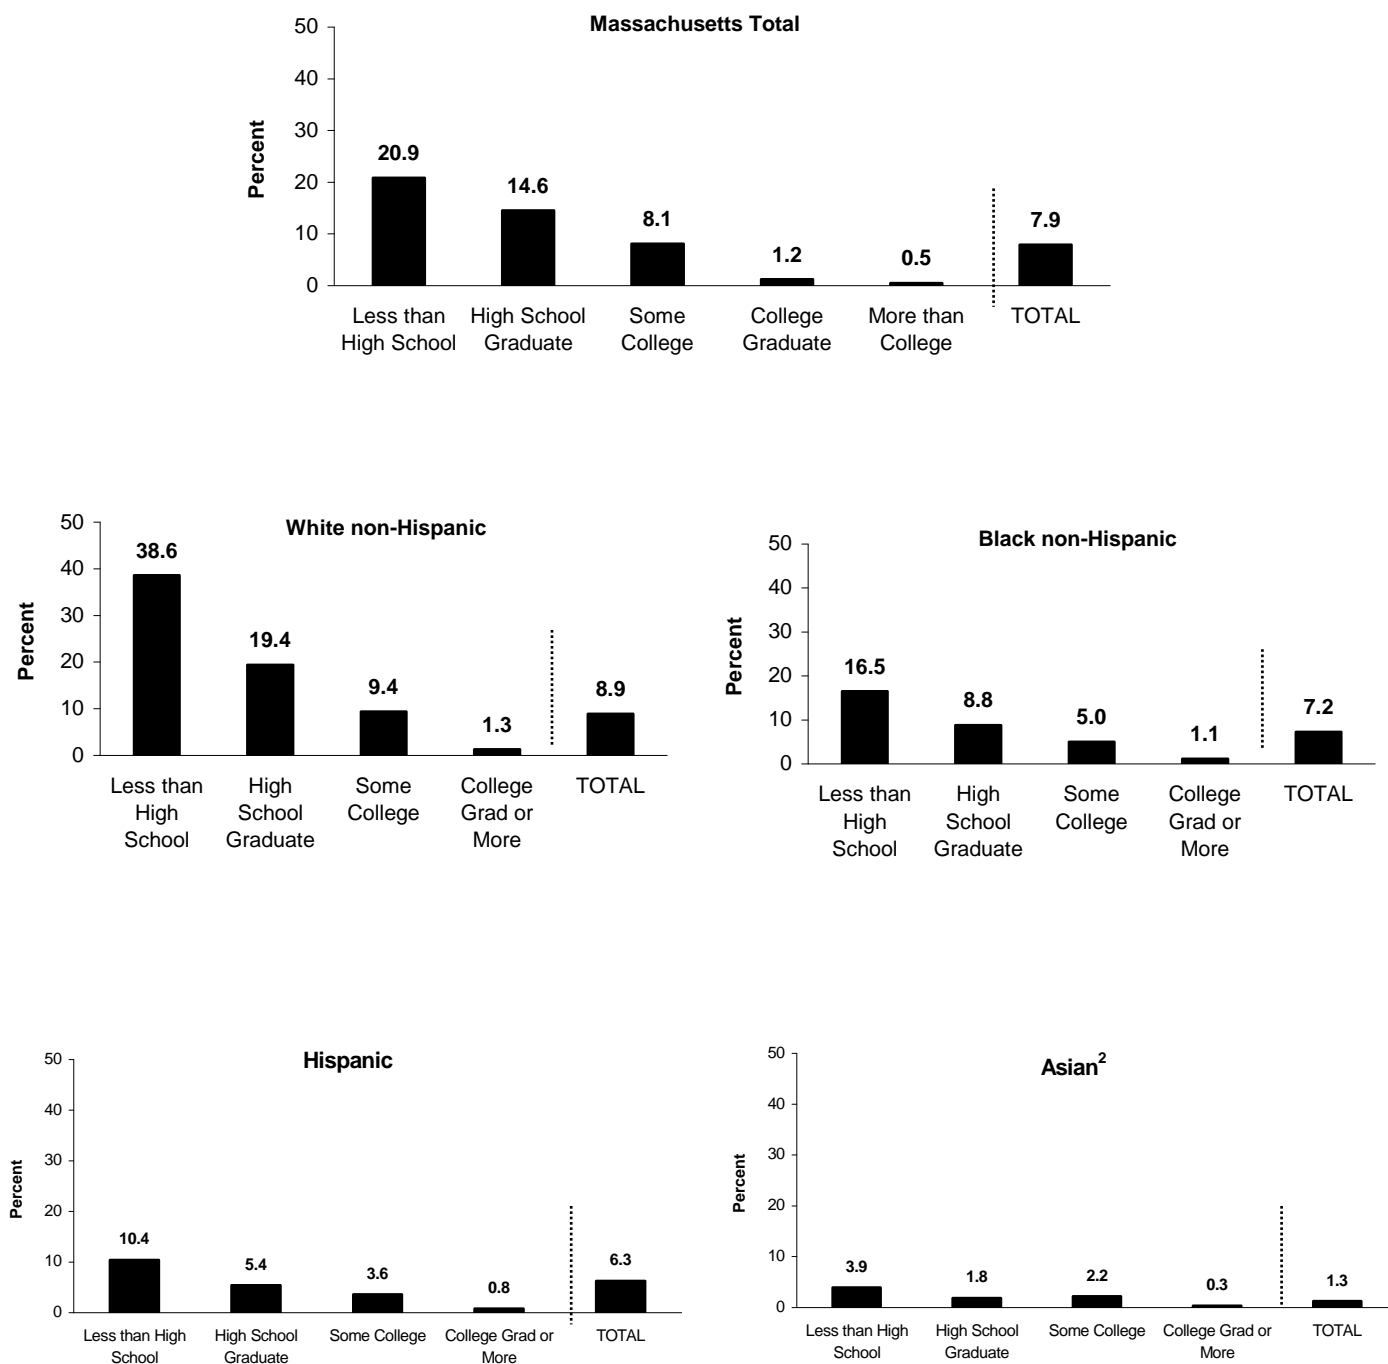 Massachusetts Total
Percent
50
40
30
20
10
0
20.9
14.6
8.1
1.2
0.5
7.9
Less than
High School
High School
Graduate
Some
College
College
Graduate
More than
College
TOTAL
White non-Hispanic
Percent
50
40
30
20
10
0
38.6
19.4
9.4
1.3
8.9
Less than
High
School
High
School
Graduate
Some
College
College
Grad or
More
TOTAL
Black non-Hispanic
Percent
50
40
30
20
10
0
16.5
8.8
5.0
1.1
7.2
Less than
High
School
High
School
Graduate
Some
College
College
Grad or
More
TOTAL
Hispanic
Percent
50
40
30
20
10
0
10.4
5.4
3.6
0.8
6.3
Less than High
School
High School
Graduate
Some College
College Grad or
More
TOTAL
Asian2
Percent
50
40
30
20
10
0
3.9
1.8
2.2
0.3
1.3
Less than High
School
High School
Graduate
Some College
College Grad or
More
TOTAL